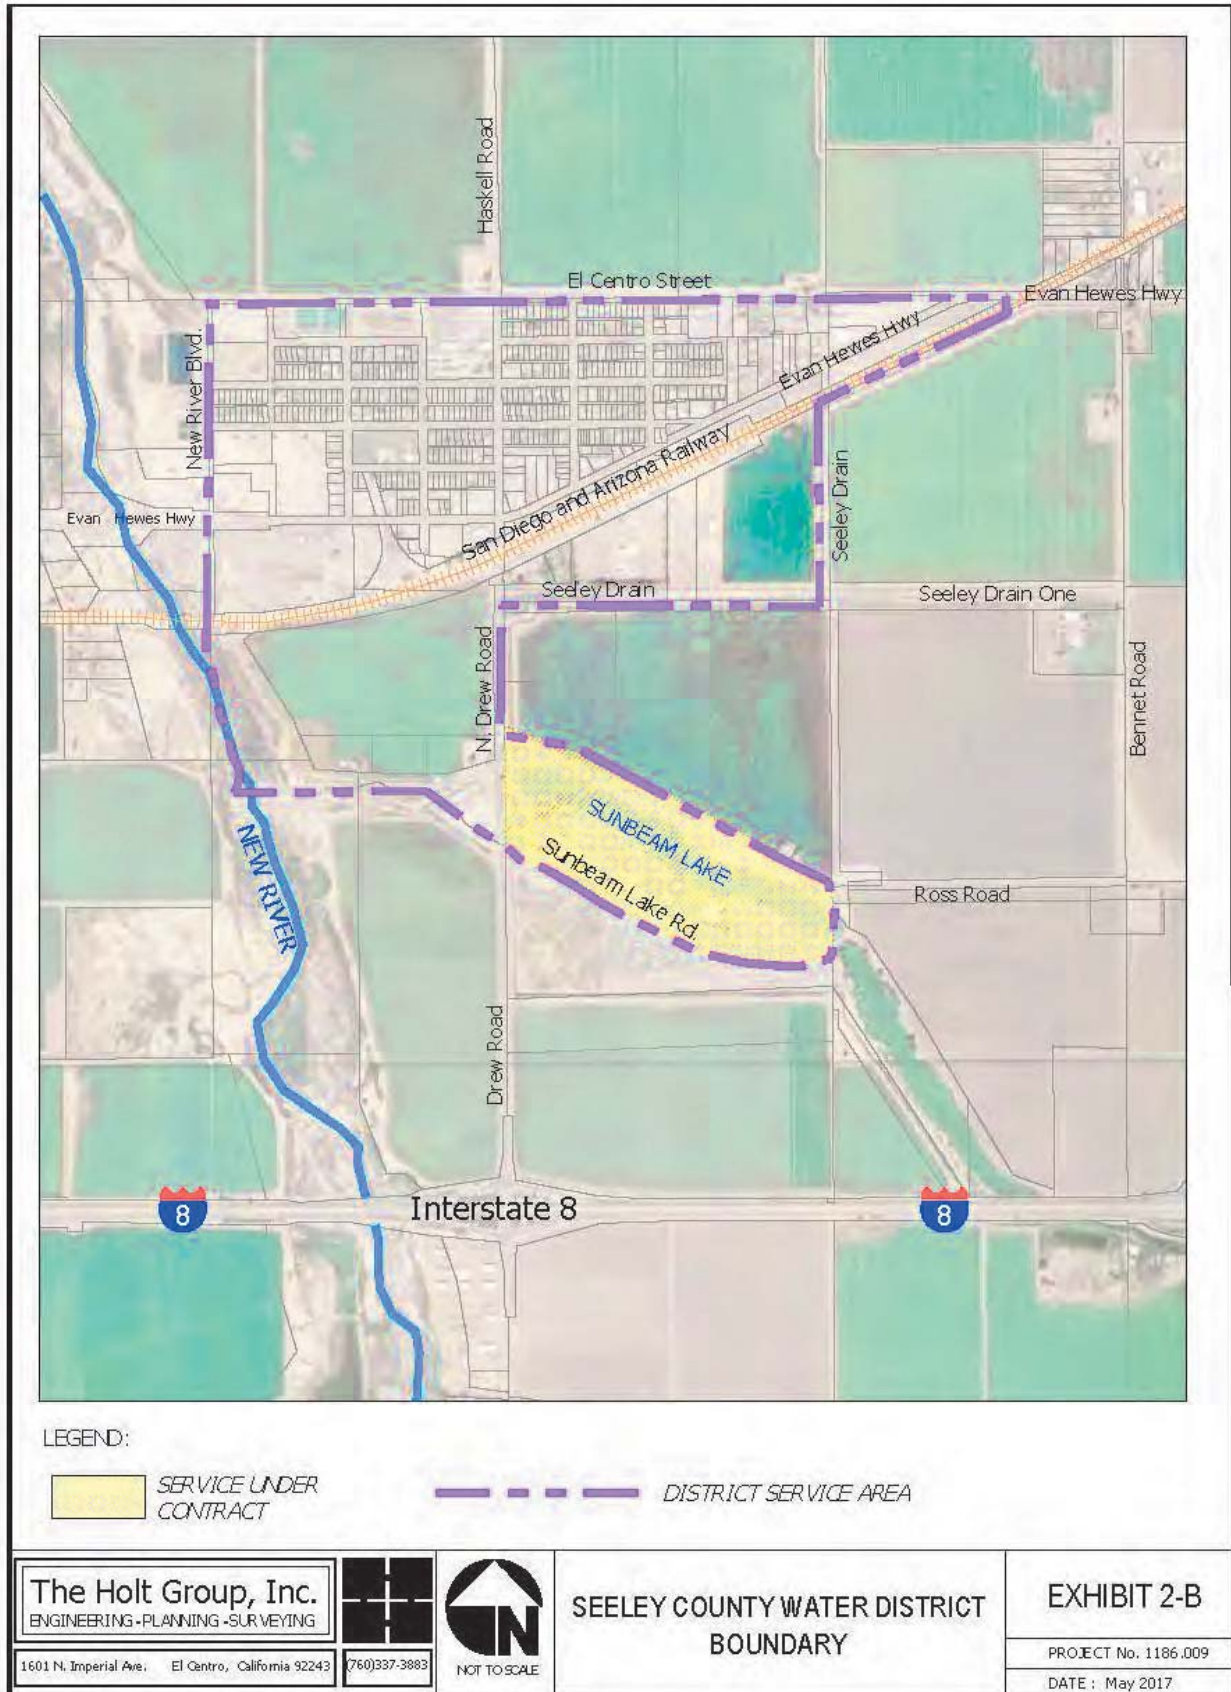 Haskell Road
El Centro Street
Evan Hewes Hwy
New River Blvd.
Evan Hewes Hwy
San Diego and Arizona Railway
Seeley Drain
Evan Hewes Hwy
Seeley Drain
Seeley Drain One
N. Drew Road
Bennet Road
SUNBEAM LAKE
Sunbeam Lake Rd.
NEW RIVER
Ross Road
Drew Road
8
Interstate 8
8
LEGEND:
SERVICE UNDER
CONTRACT
DISTRICT SERVICE AREA
The Holt Group, Inc.
ENGINEERING-PLANNING-SURVEYING
1601 N. Imperial Ave. El Centro, California 92243
(760)337-3883
N
NOT TO SCALE
SEELEY COUNTY WATER DISTRICT
BOUNDARY
EXHIBIT 2-B
PROJECT No. 1186.009
DATE : May 2017